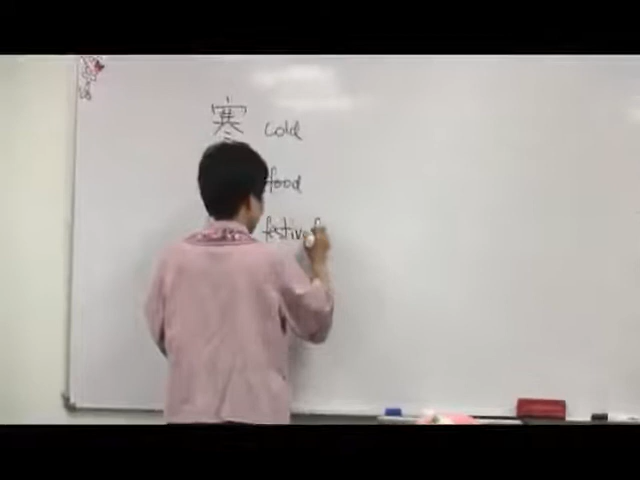 寒 cold
food
festival